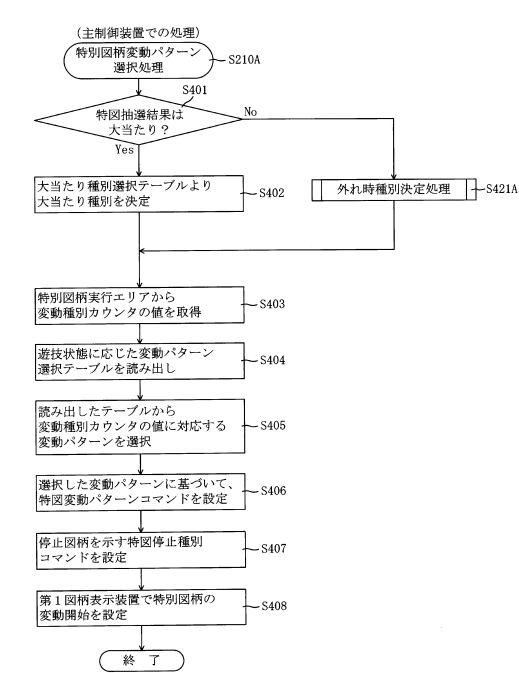 (主制御装置での処理)
特別図柄変動パターン
選択処理
S210A
S401
特図抽選結果は
大当たり？
No
Yes
大当たり種別選択テーブルより
大当たり種別を決定
S402
外れ時種別決定処理
S421A
特別図柄実行エリアから
変動種別カウンタの値を取得
S403
遊技状態に応じた変動パターン
選択テーブルを読み出し
S404
読み出したテーブルから
変動種別カウンタの値に対応する
変動パターンを選択
S405
選択した変動パターンに基づいて、
特図変動パターンコマンドを設定
S406
停止図柄を示す特図停止種別
コマンドを設定
S407
第１図柄表示装置で特別図柄の
変動開始を設定
S408
終 了